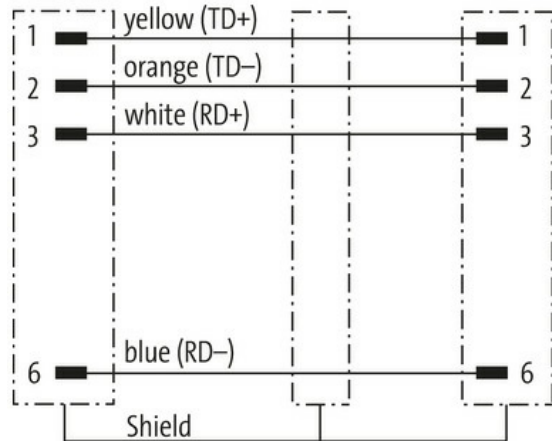 1 yellow (TD+) 1
2 orange (TD–) 2
3 white (RD+) 3
6 blue (RD–) 6
Shield